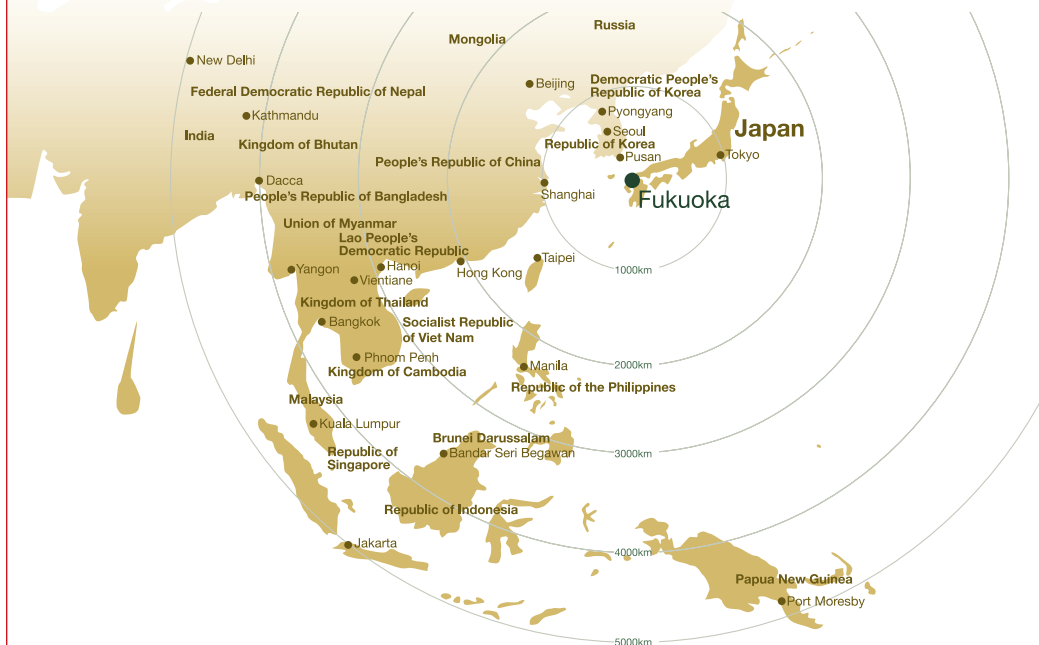 Russia
Mongolia
New Delhi
Beijing
Democratic People's
Republic of Korea
Federal Democratic Republic of Nepal
Pyongyang
Kathmandu
Japan
Seoul
India
Kingdom of Bhutan
Republic of Korea
Pusan
Tokyo
People's Republic of China
Dacca
Shanghai
Fukuoka
People's Republic of Bangladesh
Union of Myanmar
Lao People's
Democratic Republic
Taipei
Yangon
Hanoi
Hong Kong
1000km
Vientiane
Kingdom of Thailand
Bangkok
Socialist Republic
of Viet Nam
Phnom Penh
Kingdom of Cambodia
2000km
Manila
Republic of the Philippines
Malaysia
Kuala Lumpur
Brunei Darussalam
Bandar Seri Begawan
3000km
Republic of
Singapore
Republic of Indonesia
Jakarta
4000km
Papua New Guinea
Port Moresby
5000km